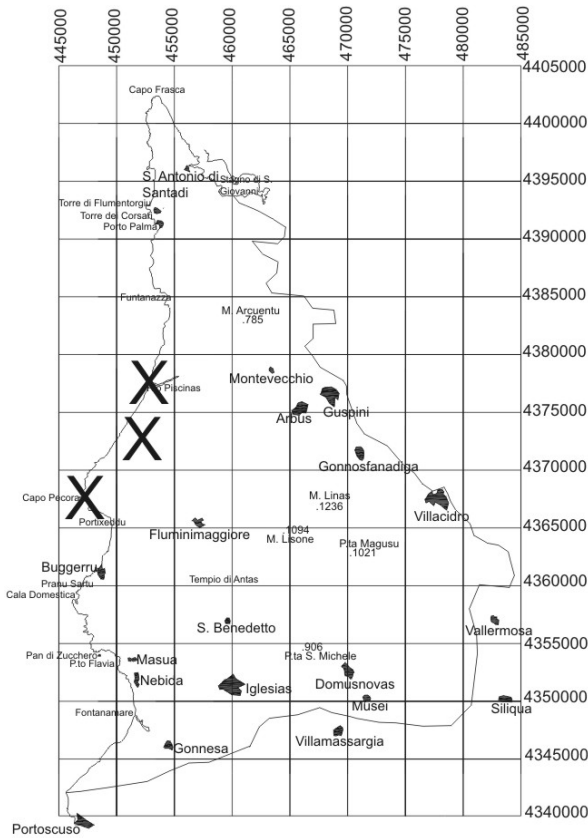 445000
450000
455000
460000
465000
470000
475000
480000
485000
4405000
Capo Frasca
4400000
S. Antonio di
Santadi
Stagno di S.
Giovanni
4395000
Torre di Flumentorgiu
Torre dei Corsari
Porto Palma
4390000
Funtanazza
4385000
M. Arcuentu
.785
4380000
X
Piscinas
Montevecchio
Arbus
Guspini
4375000
X
Gonnosfanadiga
4370000
X
Capo Pecora
Portixeddu
M. Linas
.1236
Villacidro
Fluminimaggiore
.1094
M. Lisone
4365000
P.ta Magusu
.1021
Buggerru
Pranu Sartu
Cala Domestica
Tempio di Antas
4360000
S. Benedetto
Vallermosa
4355000
.906
P.ta S. Michele
Pan di Zucchero
P.to Flavia
Masua
Nebida
Iglesias
Domusnovas
Musei
Siliqua
4350000
Fontanamare
Gonnesa
Villamassargia
4345000
4340000
Portoscuso